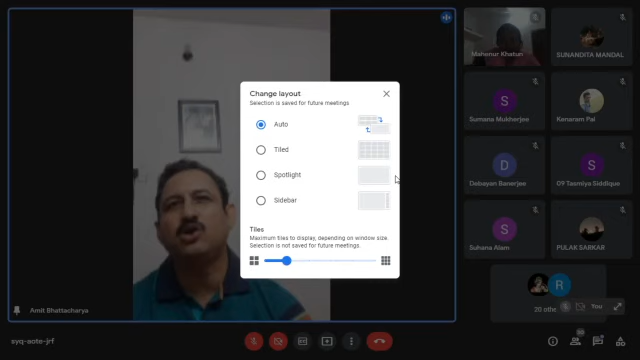 Change layout
Selection is saved for future meetings
Auto
Tiled
Spotlight
Sidebar
Tiles
Maximum tiles to display, depending on window size.
Selection is not saved for future meetings.
Amit Bhattacharya
Mahenur Khatun
SUNANDITA MANDAL
S
Sumana Mukherjee
Kenaram Pal
D
Debayan Banerjee
S
09 Tasmiya Siddique
S
Suhana Alam
PULAK SARKAR
R
20 othe
You
syq-aote-jrf